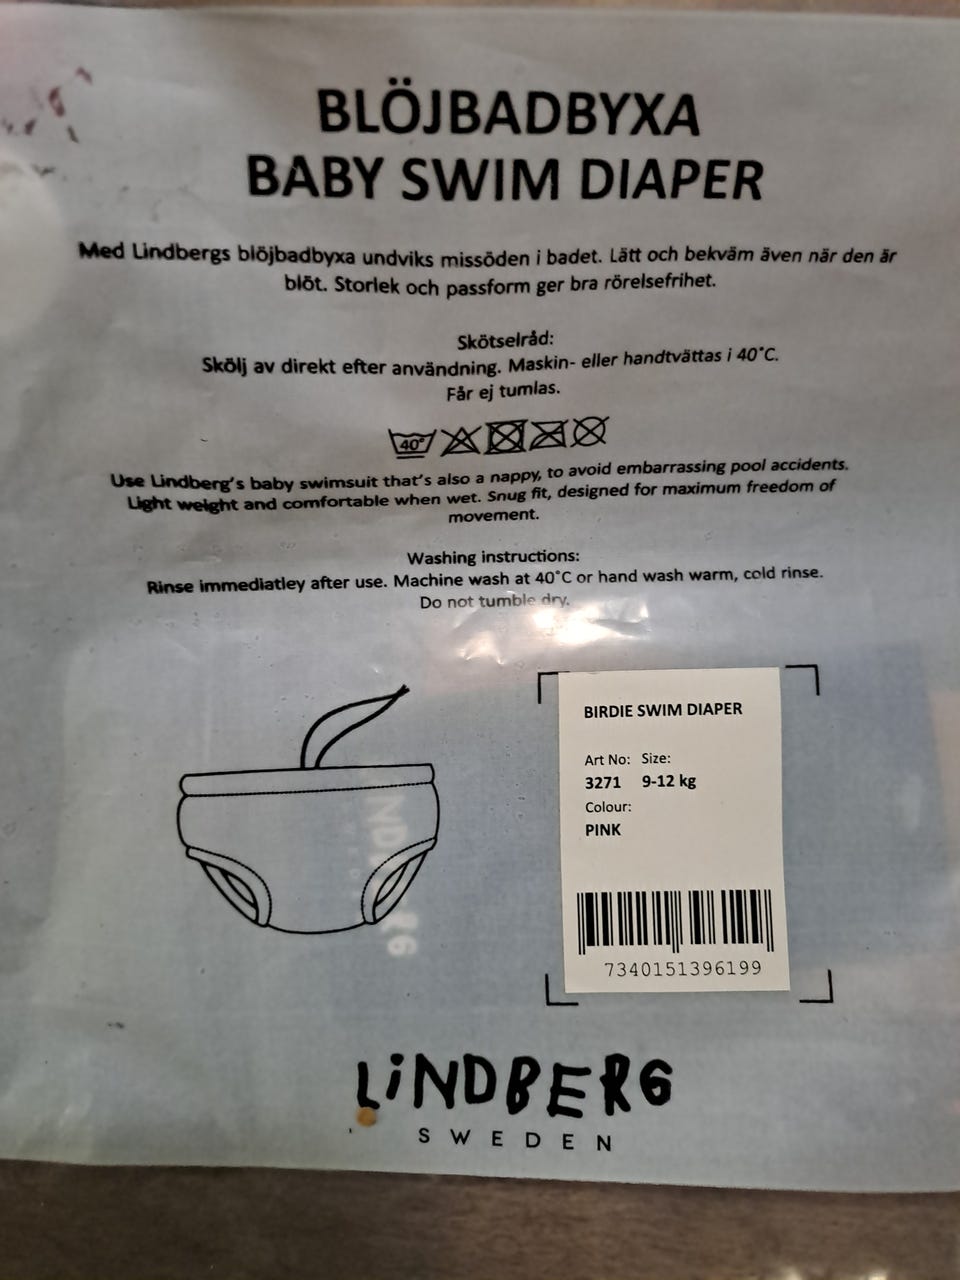 BLÖJBADBYXA
BABY SWIM DIAPER
Med Lindbergs blöjbadbyxa undviks missöden i badet. Lätt och bekväm även när den är
blöt. Storlek och passform ger bra rörelsefrihet.
Skötselråd:
Skölj av direkt efter användning. Maskin- eller handtvättas i 40°C.
Får ej tumlas.
40°
Use Lindberg's baby swimsuit that's also a nappy, to avoid embarrassing pool accidents.
Light weight and comfortable when wet. Snug fit, designed for maximum freedom of
movement.
Washing instructions:
Rinse immediatley after use. Machine wash at 40°C or hand wash warm, cold rinse.
Do not tumble dry.
BIRDIE SWIM DIAPER
Art No: Size:
3271 9-12 kg
Colour:
PINK
7340151396199
LiNDBERG
SWEDEN